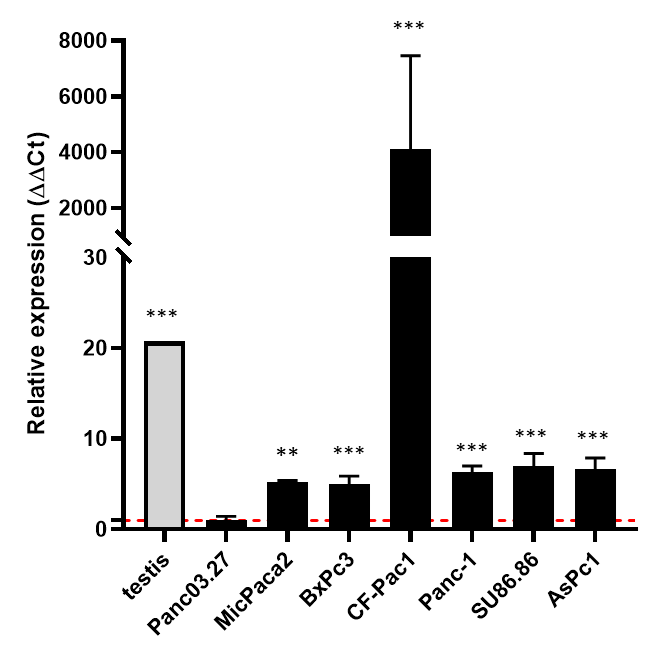 ***
8000
6000
4000
2000
30
20
10
0
Relative expression (ΔΔCt)
***
**
***
***
***
***
testis
Panc03.27
MicPaca2
BxPc3
CF-Pac1
Panc-1
SU86.86
AsPc1